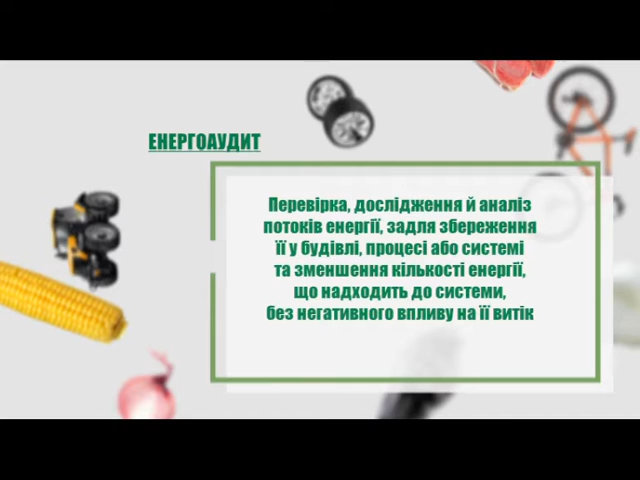 ЕНЕРГОАУДИТ
Перевірка, дослідження й аналіз
потоків енергії, задля збереження
її у будівлі, процесі або системі
та зменшення кількості енергії,
що надходить до системи,
без негативного впливу на її витік